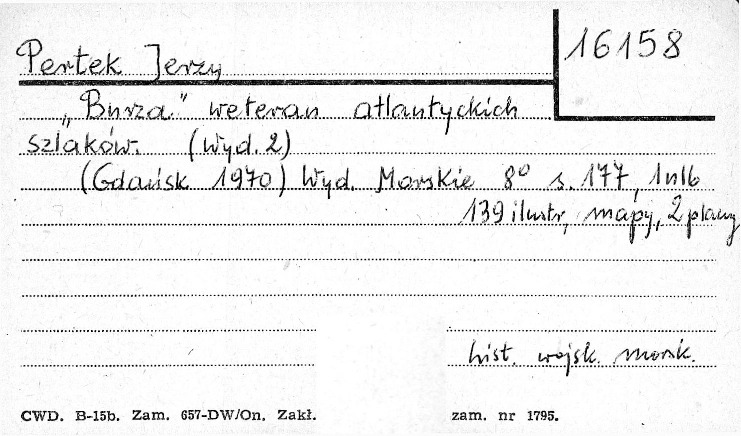 16158
Pertek Jerzy
„Burza” weteran atlantyckich
szlaków. (Wyd. 2)
(Gdańsk 1970) Wyd. Morskie 8° s. 177, 1nlb
139 ilustr., mapy, 2 plany
hist. wojsk. morsk.
CWD. B-15b. Zam. 657-DW/On. Zakł. zam. nr 1795.